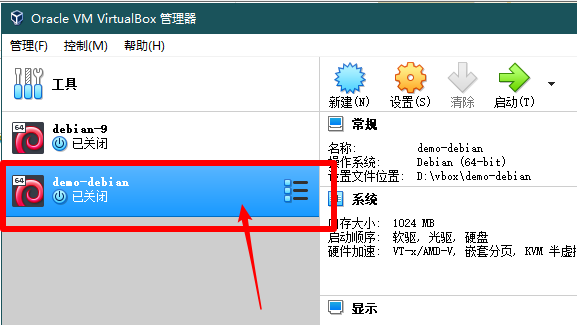 Oracle VM VirtualBox 管理器
管理(F) 控制(M) 帮助(H)
工具
新建(N) 设置(S) 清除 启动(T)
64
debian-9
已关闭
64
demo-debian
已关闭
常规
名称: demo-debian
操作系统: Debian (64-bit)
设置文件位置: D:\vbox\demo-debian
系统
内存大小: 1024 MB
启动顺序: 软驱, 光驱, 硬盘
硬件加速: VT-x/AMD-V, 嵌套分页, KVM 半虚
显示